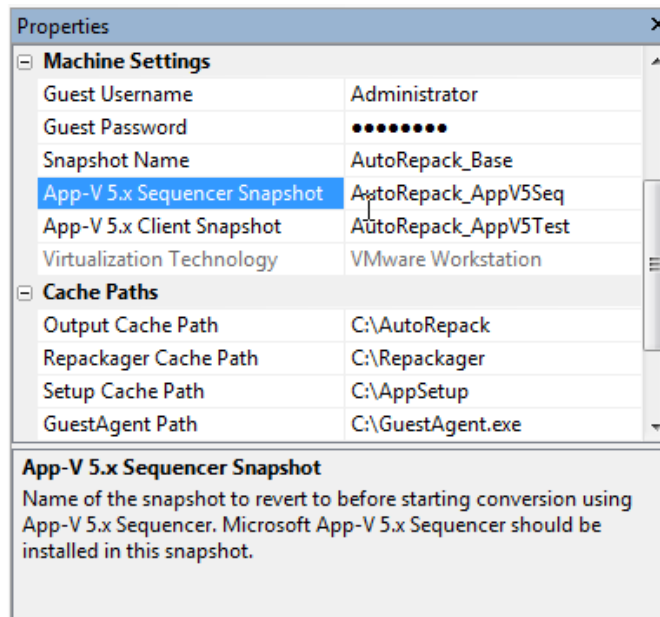 Properties
Machine Settings
Guest Username Administrator
Guest Password ●●●●●●●●
Snapshot Name AutoRepack_Base
App-V 5.x Sequencer Snapshot AutoRepack_AppV5Seq
App-V 5.x Client Snapshot AutoRepack_AppV5Test
Virtualization Technology VMware Workstation
Cache Paths
Output Cache Path C:\AutoRepack
Repackager Cache Path C:\Repackager
Setup Cache Path C:\AppSetup
GuestAgent Path C:\GuestAgent.exe
App-V 5.x Sequencer Snapshot
Name of the snapshot to revert to before starting conversion using
App-V 5.x Sequencer. Microsoft App-V 5.x Sequencer should be
installed in this snapshot.